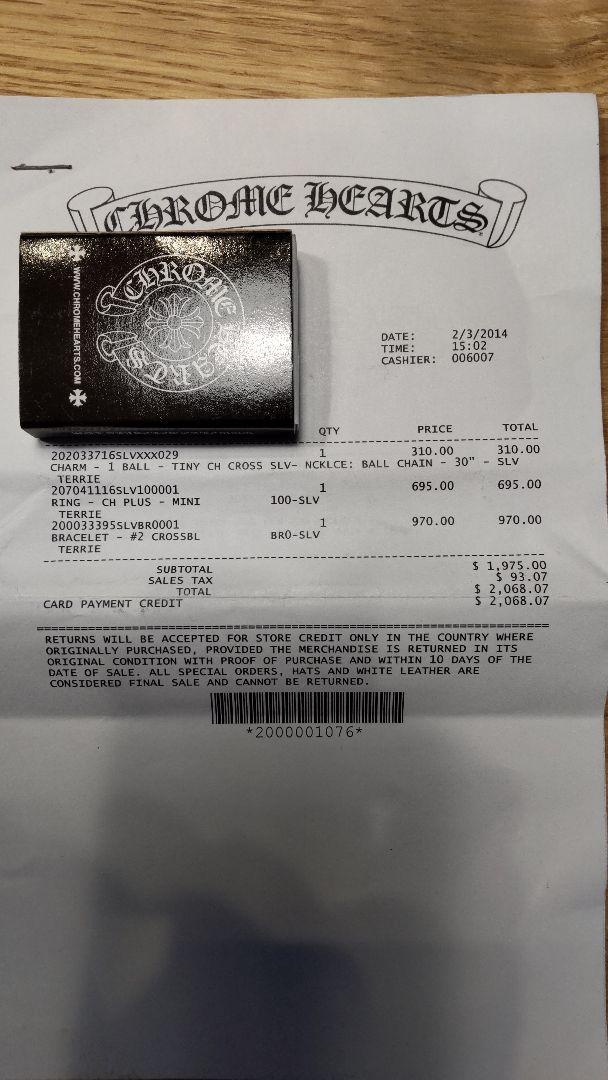 CHROME HEARTS
WWW.CHROMEHEARTS.COM
CHROME HEARTS
DATE: 2/3/2014
TIME: 15:02
CASHIER: 006007
QTY PRICE TOTAL
202033716SLVXXX029 1 310.00 310.00
CHARM - 1 BALL - TINY CH CROSS SLV- NCKLCE: BALL CHAIN - 30" - SLV
TERRIE
207041116SLV100001 1 695.00 695.00
RING - CH PLUS - MINI 100-SLV
TERRIE
200033395SLVBR0001 1 970.00 970.00
BRACELET - #2 CROSSBL BR0-SLV
TERRIE
SUBTOTAL $ 1,975.00
SALES TAX $ 93.07
TOTAL $ 2,068.07
CARD PAYMENT CREDIT $ 2,068.07
RETURNS WILL BE ACCEPTED FOR STORE CREDIT ONLY IN THE COUNTRY WHERE
ORIGINALLY PURCHASED, PROVIDED THE MERCHANDISE IS RETURNED IN ITS
ORIGINAL CONDITION WITH PROOF OF PURCHASE AND WITHIN 10 DAYS OF THE
DATE OF SALE. ALL SPECIAL ORDERS, HATS AND WHITE LEATHER ARE
CONSIDERED FINAL SALE AND CANNOT BE RETURNED.
*2000001076*